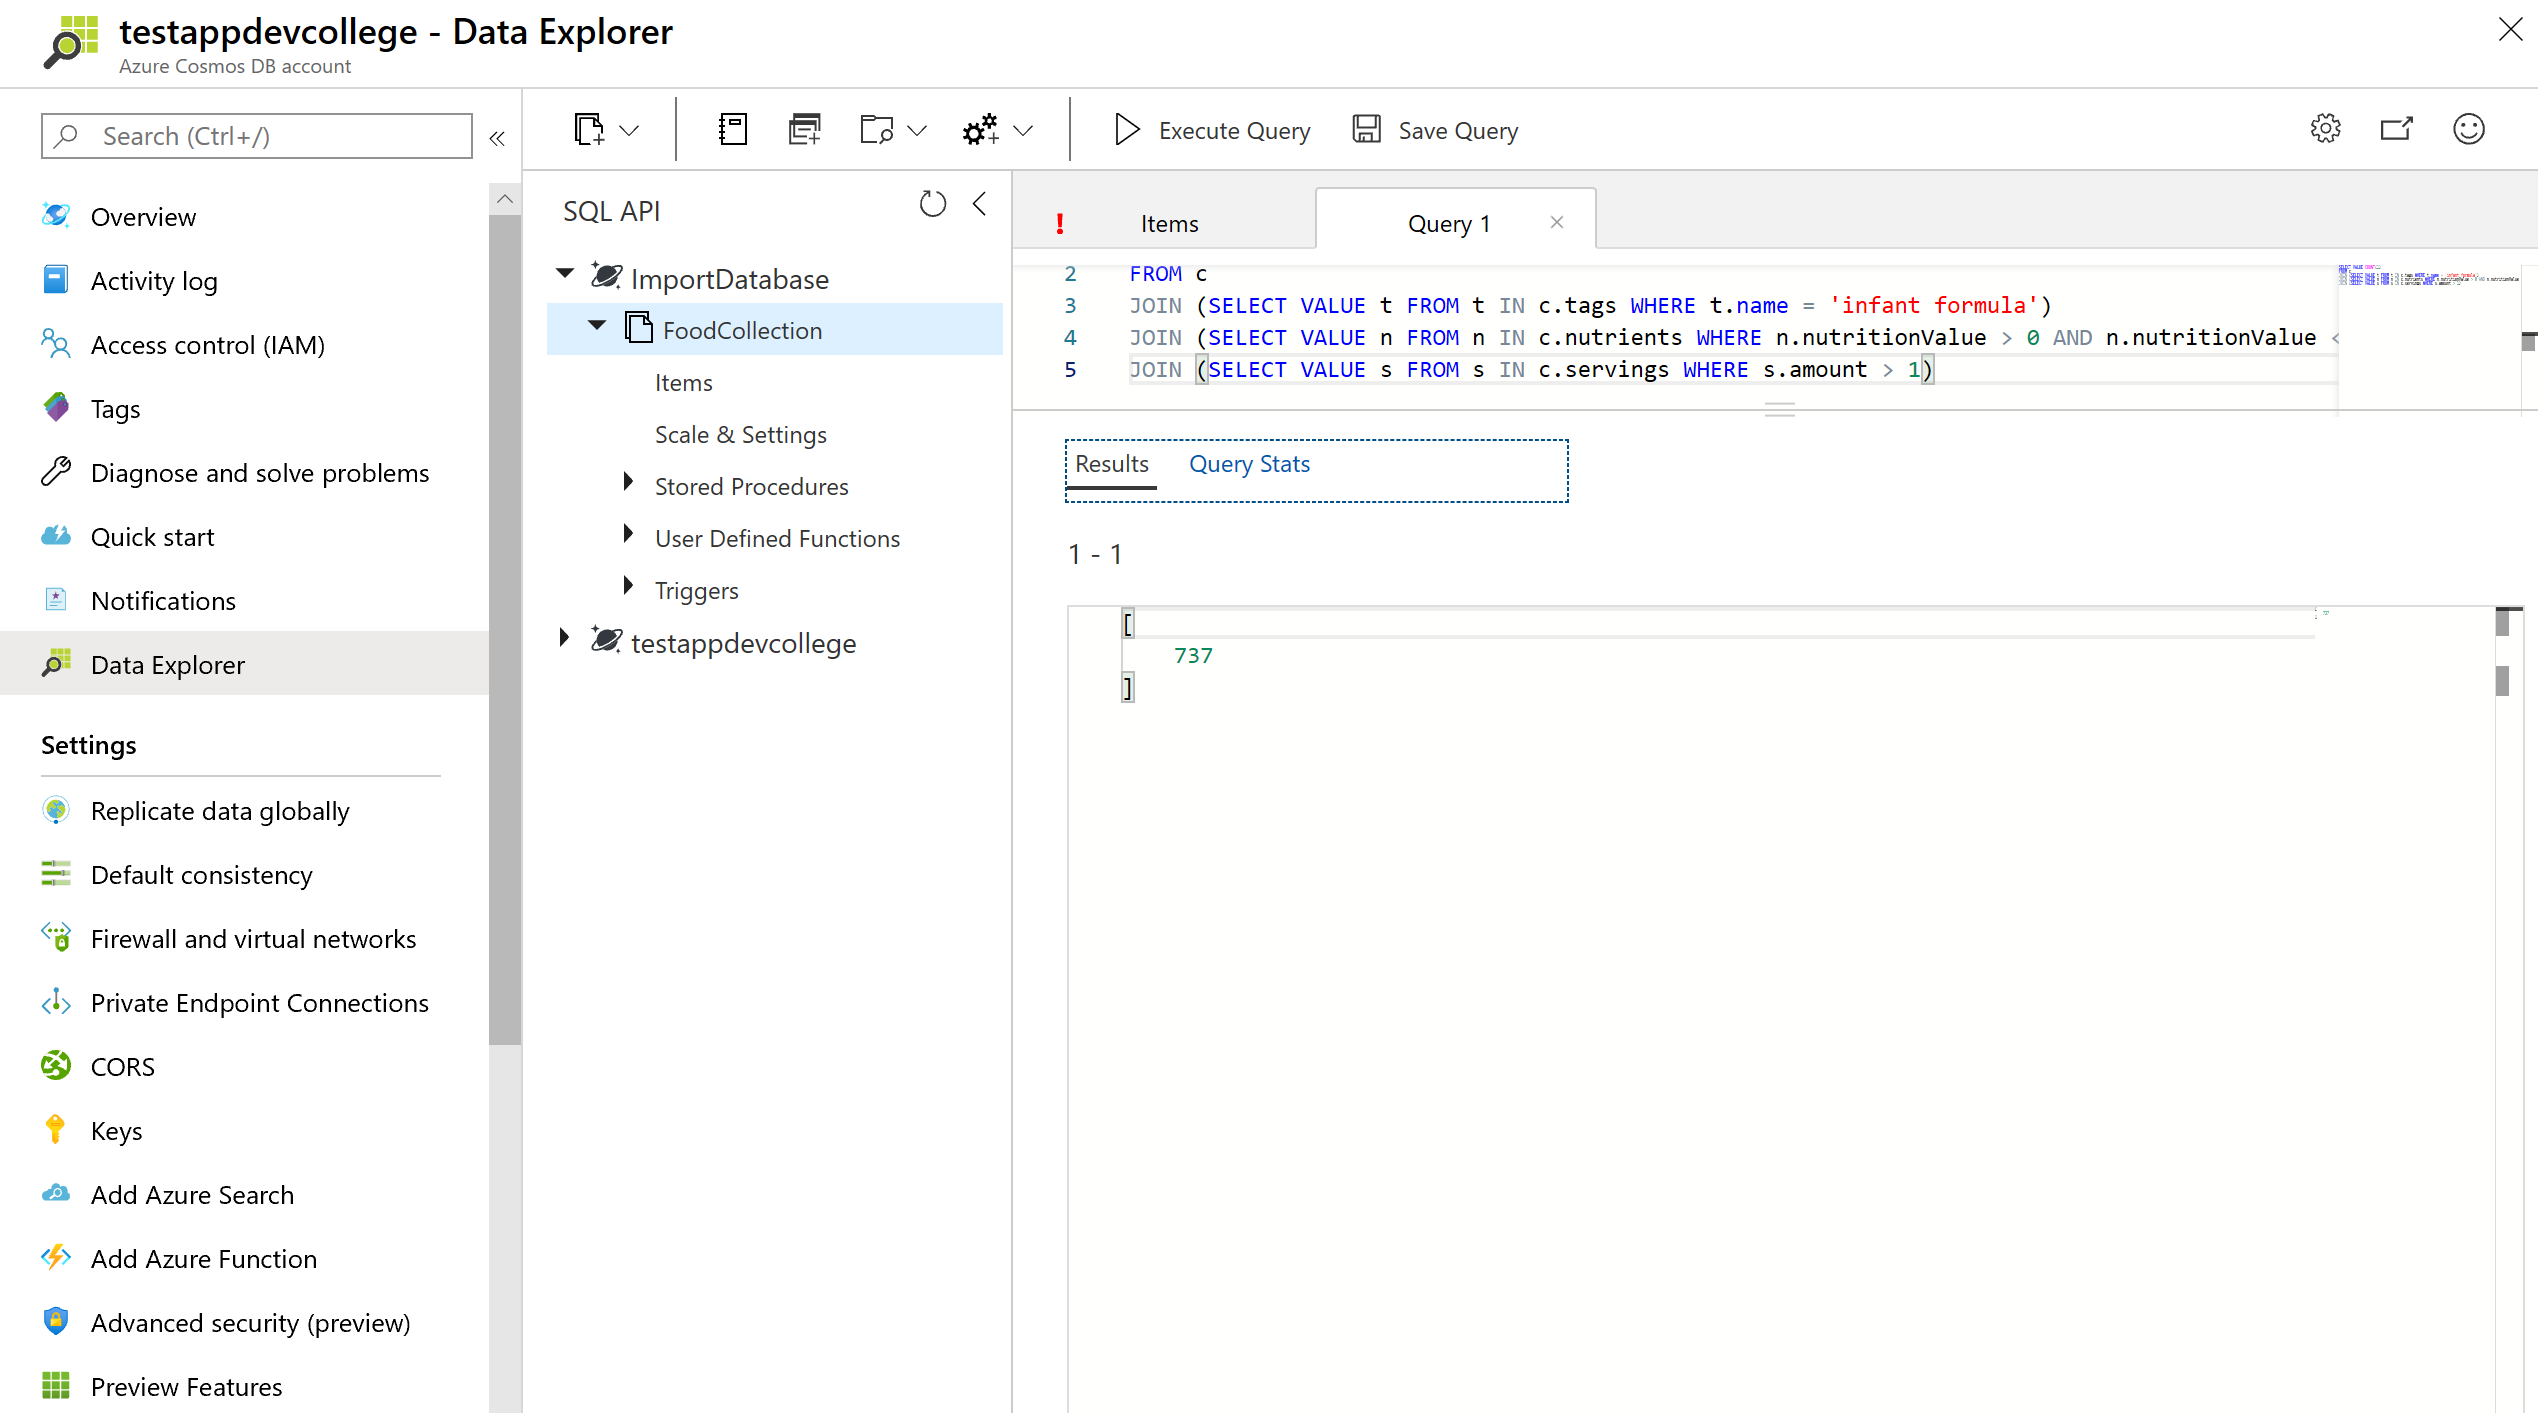 testappdevcollege - Data Explorer
Azure Cosmos DB account
Search (Ctrl+/)
«
Overview
Activity log
Access control (IAM)
Tags
Diagnose and solve problems
Quick start
Notifications
Data Explorer
Settings
Replicate data globally
Default consistency
Firewall and virtual networks
Private Endpoint Connections
CORS
Keys
Add Azure Search
Add Azure Function
Advanced security (preview)
Preview Features
Execute Query
Save Query
SQL API
ImportDatabase
FoodCollection
Items
Scale & Settings
Stored Procedures
User Defined Functions
Triggers
testappdevcollege
! Items
Query 1
2 FROM c
3 JOIN (SELECT VALUE t FROM t IN c.tags WHERE t.name = 'infant formula')
4 JOIN (SELECT VALUE n FROM n IN c.nutrients WHERE n.nutritionValue > 0 AND n.nutritionValue <
5 JOIN (SELECT VALUE s FROM s IN c.servings WHERE s.amount > 1)
Results Query Stats
1 - 1
[
737
]